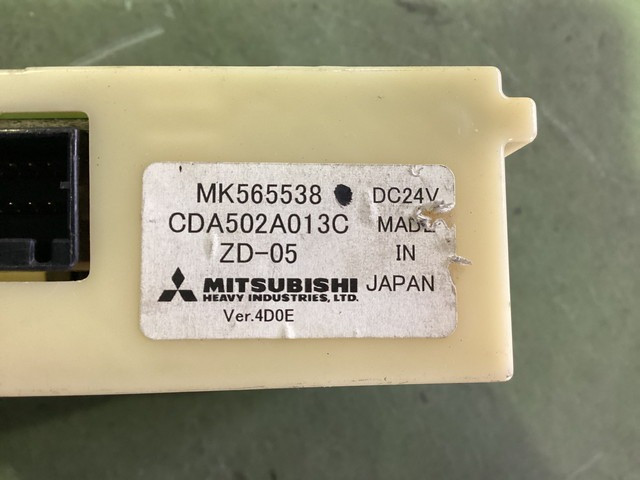 MK565538 DC24V
CDA502A013C MADE
ZD-05 IN
MITSUBISHI JAPAN
HEAVY INDUSTRIES, LTD.
Ver.4D0E